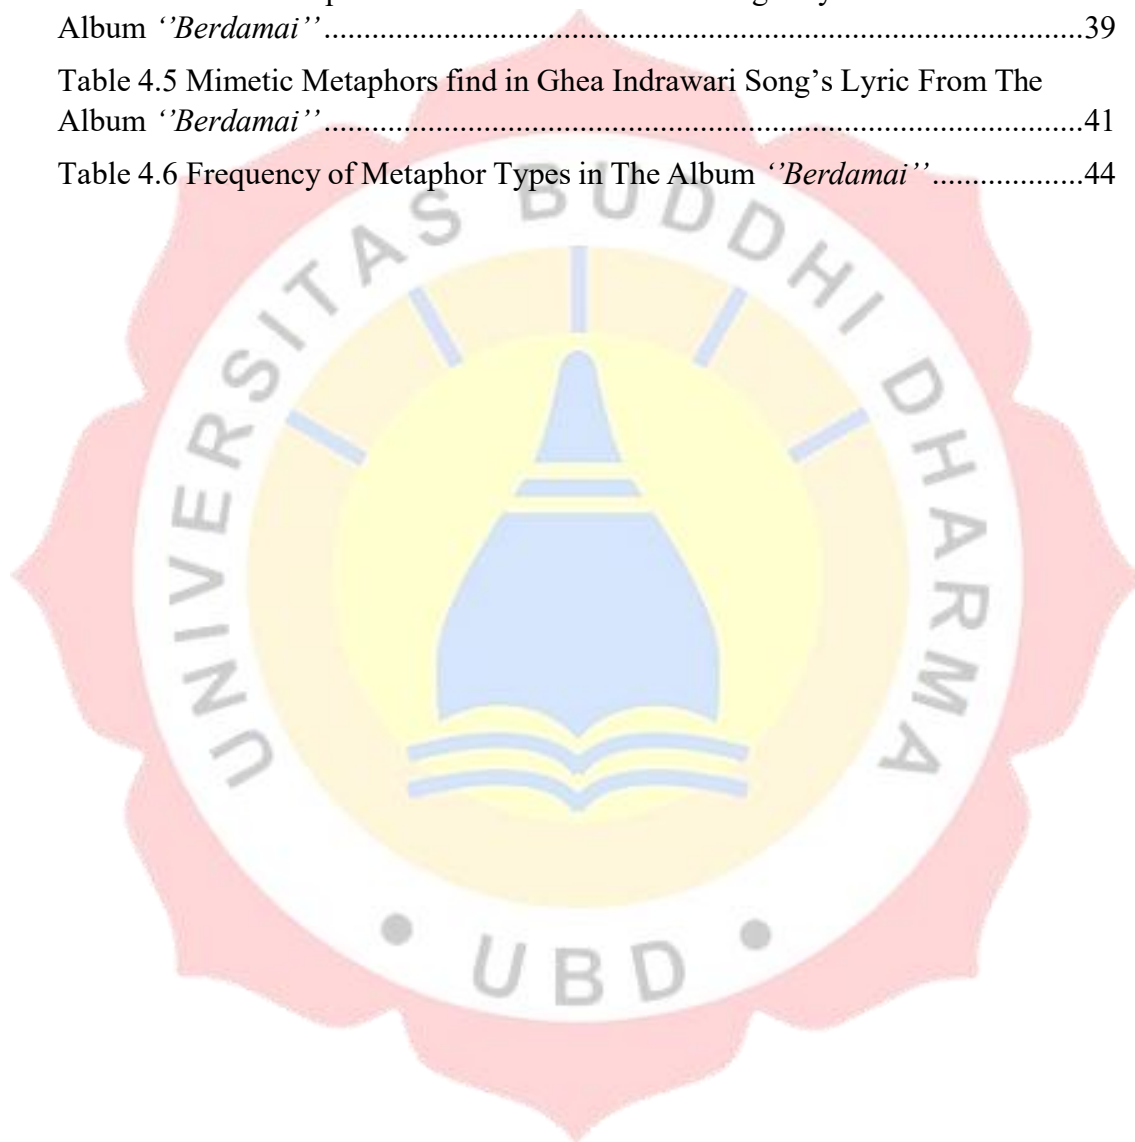 Album ‘’Berdamai’’................................................................................................39
Table 4.5 Mimetic Metaphors find in Ghea Indrawari Song’s Lyric From The
Album ‘’Berdamai’’................................................................................................41
Table 4.6 Frequency of Metaphor Types in The Album ‘’Berdamai’’...................44
UNIVERSITAS BUDDHI DHARMA
• UBD •